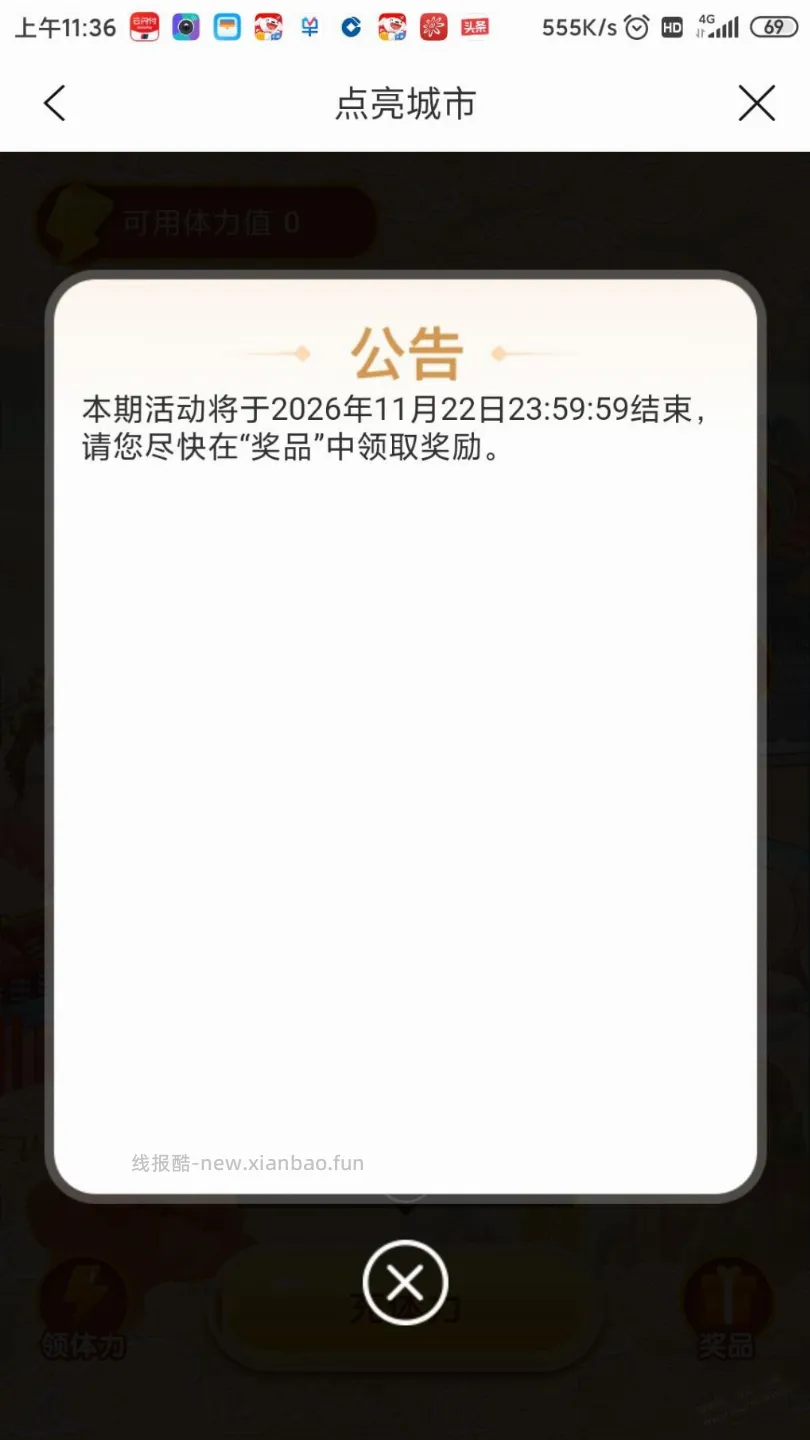 上午11:36
555K/s
HD
4G
69
点亮城市
可用体力值 0
公告
本期活动将于2026年11月22日23:59:59结束，
请您尽快在“奖品”中领取奖励。
线报酷-new.xianbao.fun
领体力
奖品